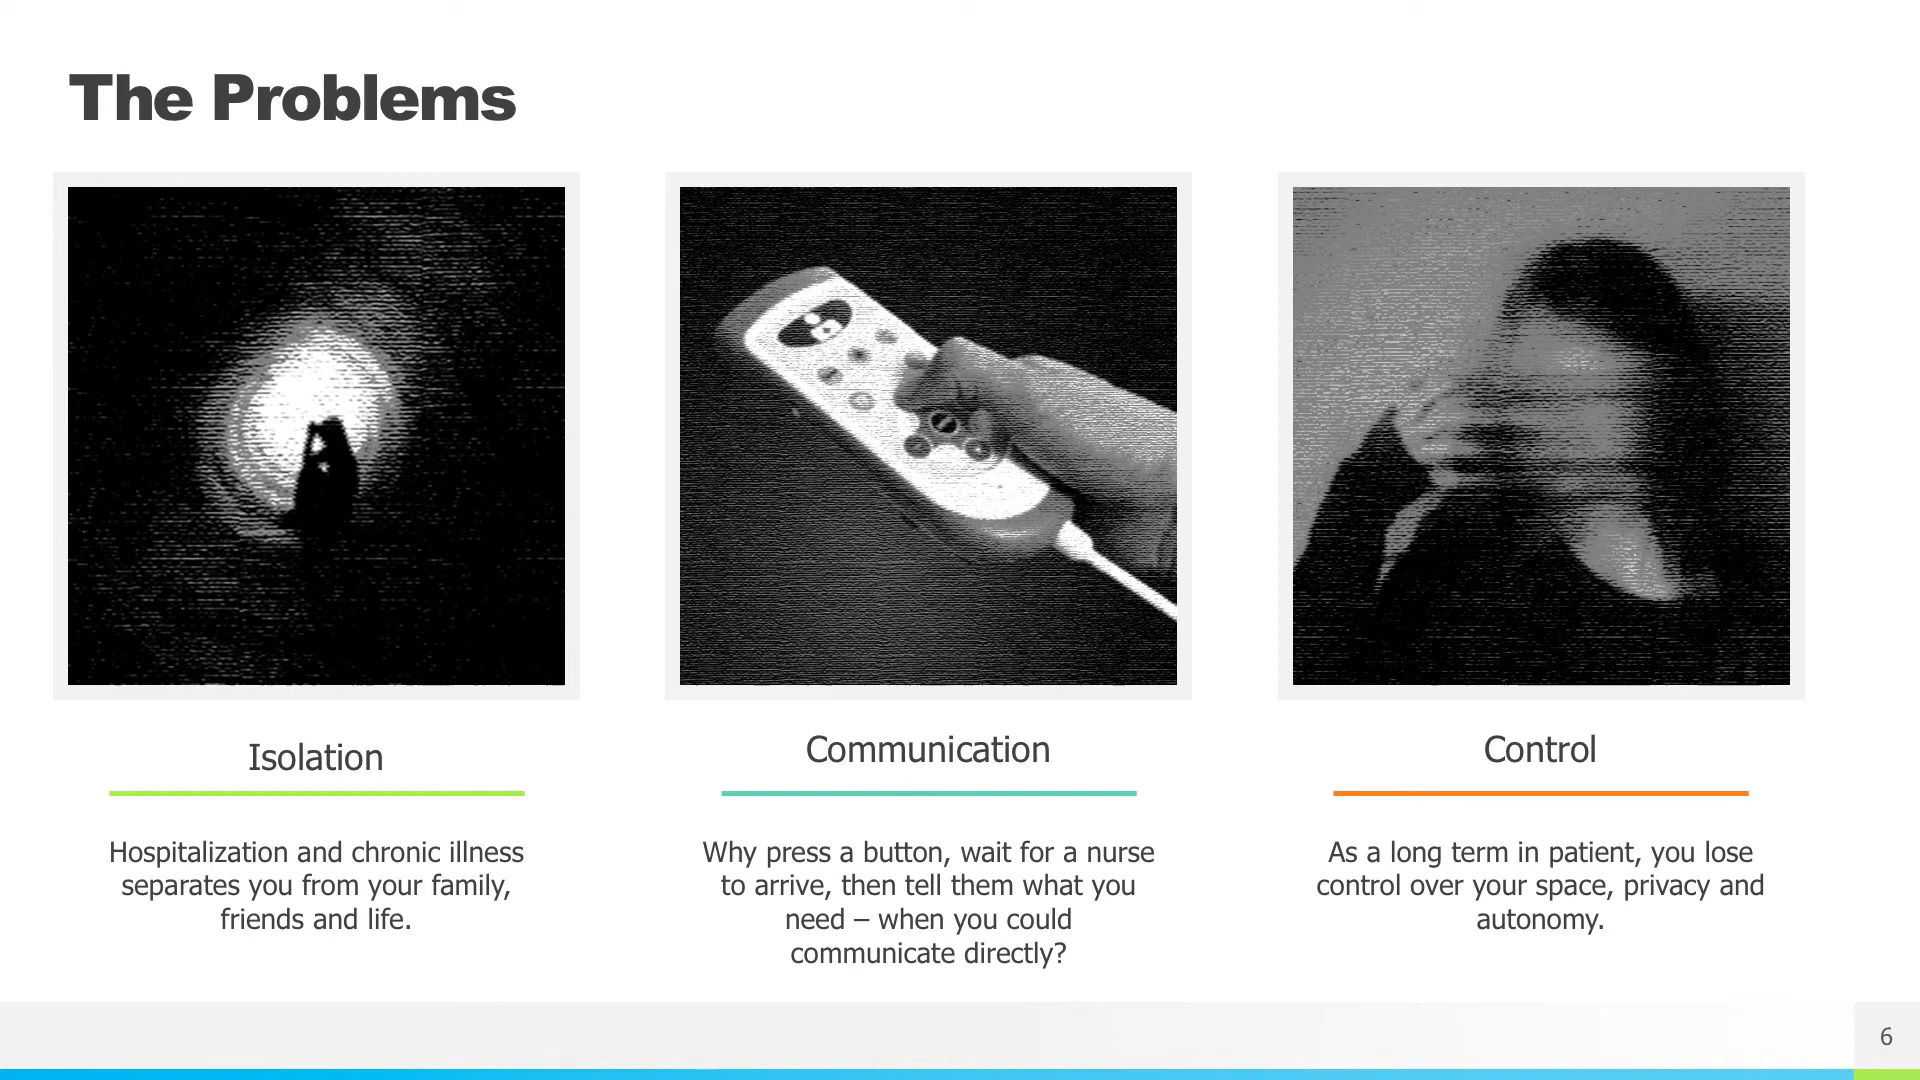 The Problems
Isolation
Hospitalization and chronic illness
separates you from your family,
friends and life.
Communication
Why press a button, wait for a nurse
to arrive, then tell them what you
need – when you could
communicate directly?
Control
As a long term in patient, you lose
control over your space, privacy and
autonomy.
6